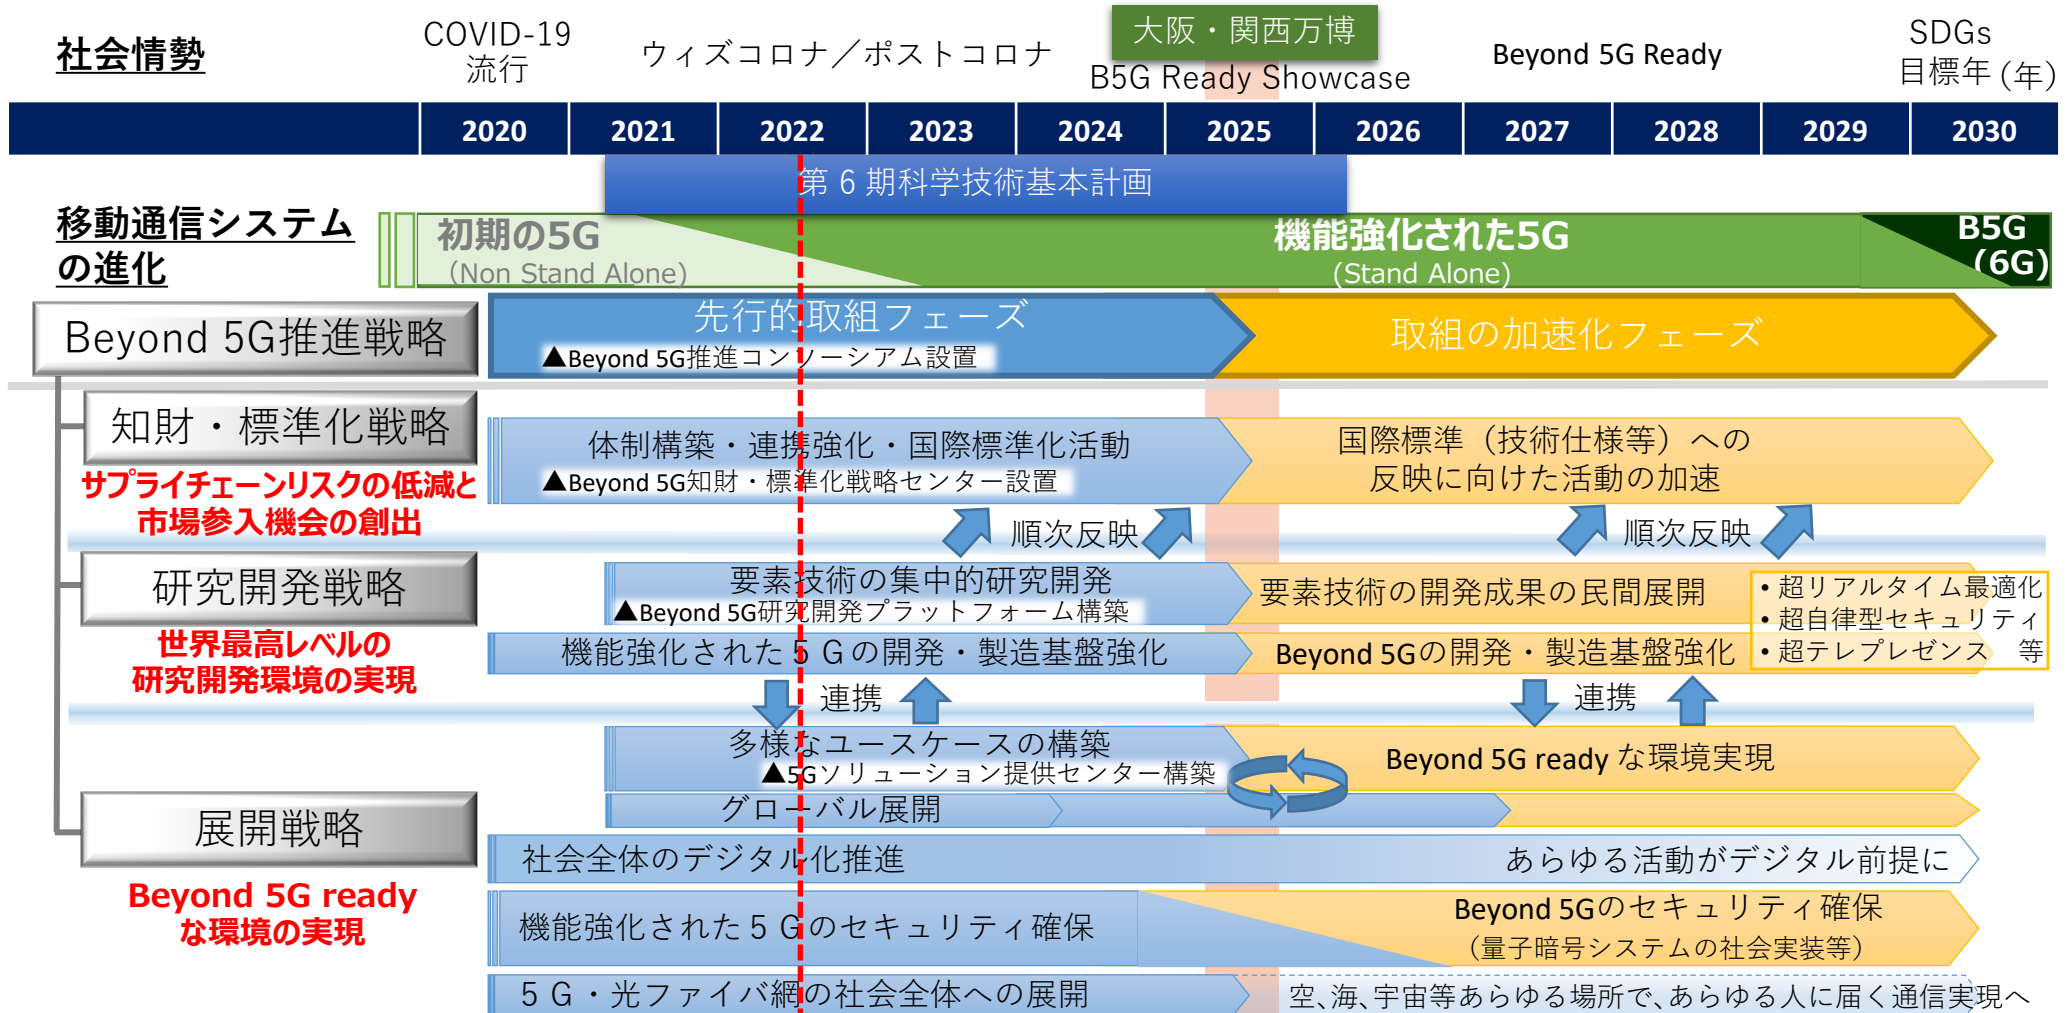 社会情勢
COVID-19
流行
ウィズコロナ／ポストコロナ
大阪・関西万博
B5G Ready Showcase
Beyond 5G Ready
SDGs
目標年
(年)
2020 2021 2022 2023 2024 2025 2026 2027 2028 2029 2030
第６期科学技術基本計画
移動通信システム
の進化
初期の5G
（Non Stand Alone)
機能強化された5G
(Stand Alone)
B5G
(6G)
Beyond 5G推進戦略
先行的取組フェーズ
▲Beyond 5G推進コンソーシアム設置
取組の加速化フェーズ
知財・標準化戦略
サプライチェーンリスクの低減と
市場参入機会の創出
体制構築・連携強化・国際標準化活動
▲Beyond 5G知財・標準化戦略センター設置
国際標準（技術仕様等）への
反映に向けた活動の加速
順次反映
順次反映
研究開発戦略
世界最高レベルの
研究開発環境の実現
要素技術の集中的研究開発
▲Beyond 5G研究開発プラットフォーム構築
要素技術の開発成果の民間展開
機能強化された５Ｇの開発・製造基盤強化
Beyond 5Gの開発・製造基盤強化
• 超リアルタイム最適化
• 超自律型セキュリティ
• 超テレプレゼンス 等
連携
連携
多様なユースケースの構築
▲5Gソリューション提供センター構築
Beyond 5G ready な環境実現
展開戦略
Beyond 5G ready
な環境の実現
グローバル展開
社会全体のデジタル化推進
あらゆる活動がデジタル前提に
機能強化された５Ｇのセキュリティ確保
Beyond 5Gのセキュリティ確保
（量子暗号システムの社会実装等）
５Ｇ・光ファイバ網の社会全体への展開
空、海、宇宙等あらゆる場所で、あらゆる人に届く通信実現へ